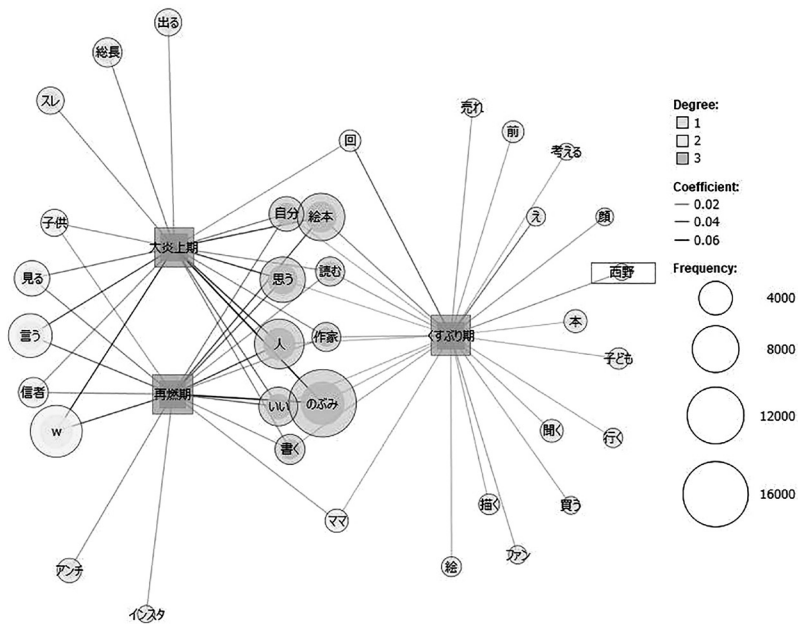 出る
総長
スレ
売れ
前
回
考える
自分
絵本
え
顔
子供
大炎上期
思う
読む
見る
西野
言う
人
作家
くすぶり期
本
子ども
信者
再燃期
いい
のぶみ
w
書く
聞く
行く
ママ
描く
買う
アンチ
絵
ファン
インスタ
Degree:
1
2
3
Coefficient:
0.02
0.04
0.06
Frequency:
4000
8000
12000
16000